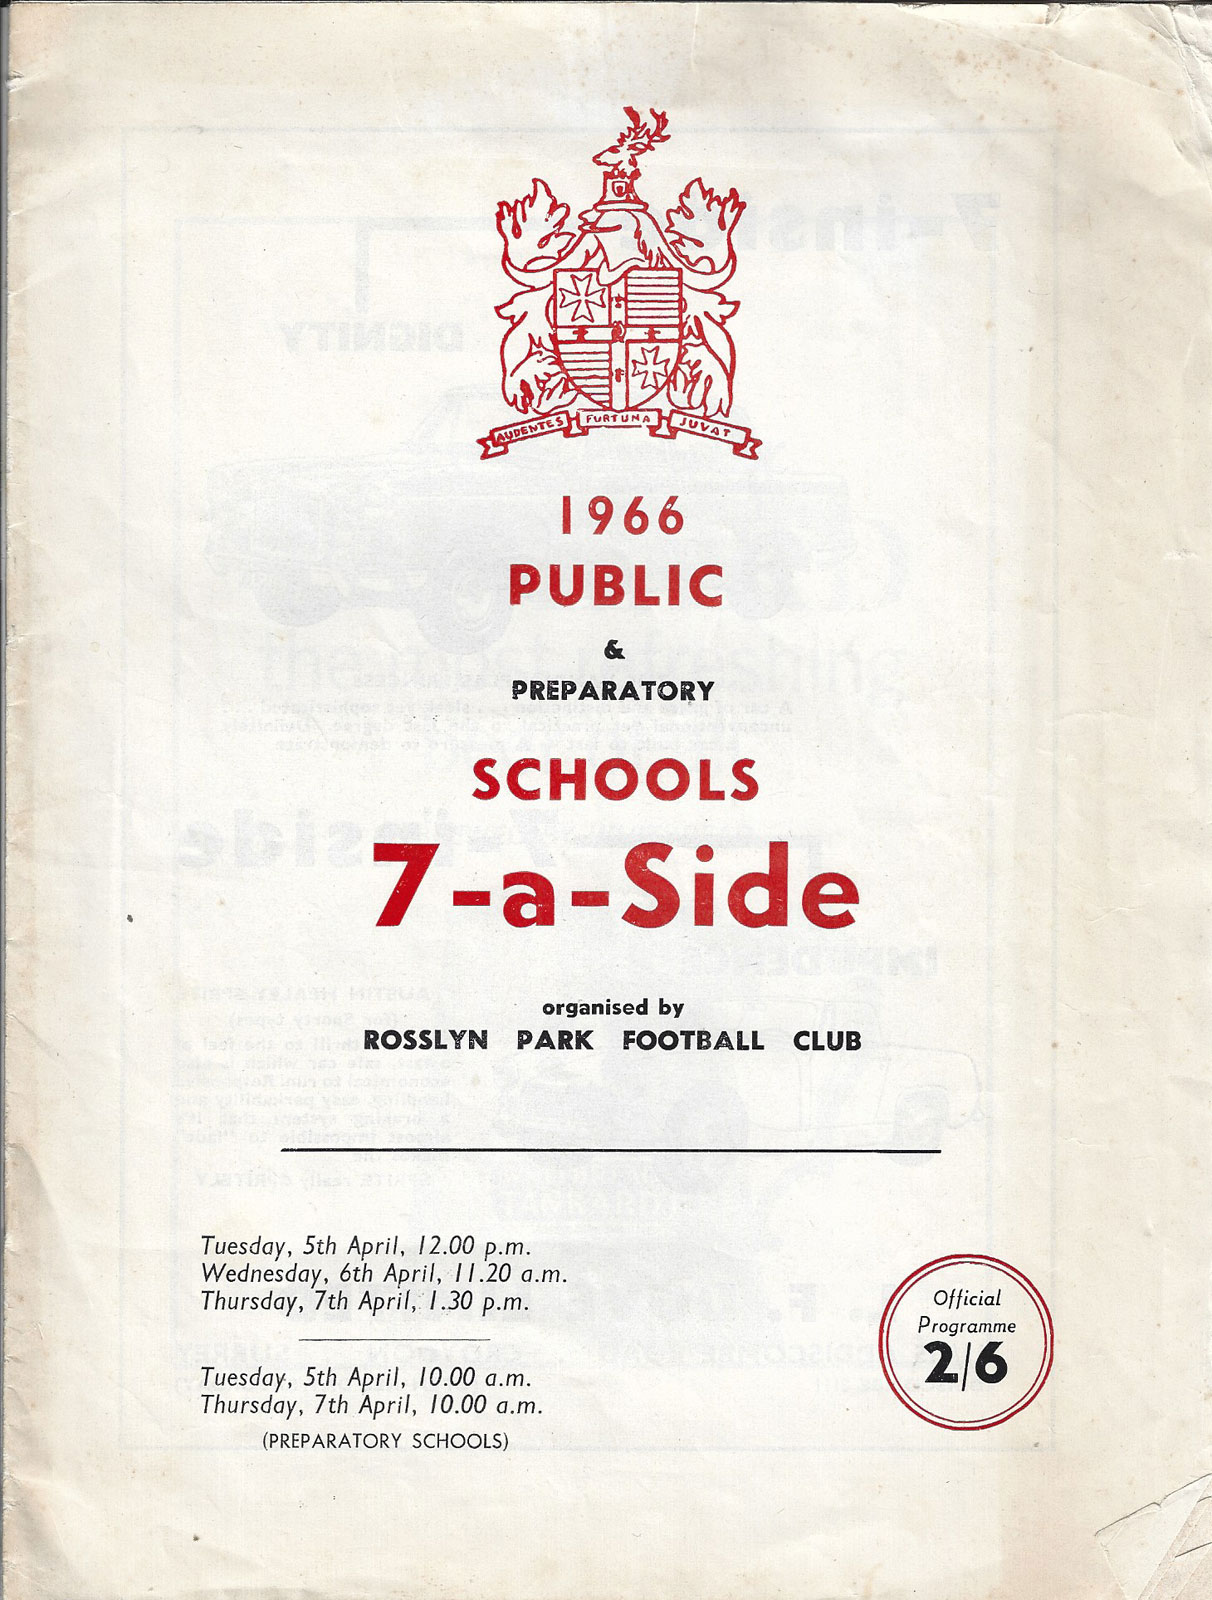 AUDENTES FURTUNA JUVAT
1966
PUBLIC
&
PREPARATORY
SCHOOLS
7-a-Side
organised by
ROSSLYN PARK FOOTBALL CLUB
Tuesday, 5th April, 12.00 p.m.
Wednesday, 6th April, 11.20 a.m.
Thursday, 7th April, 1.30 p.m.
Tuesday, 5th April, 10.00 a.m.
Thursday, 7th April, 10.00 a.m.
(PREPARATORY SCHOOLS)
Official
Programme
2/6